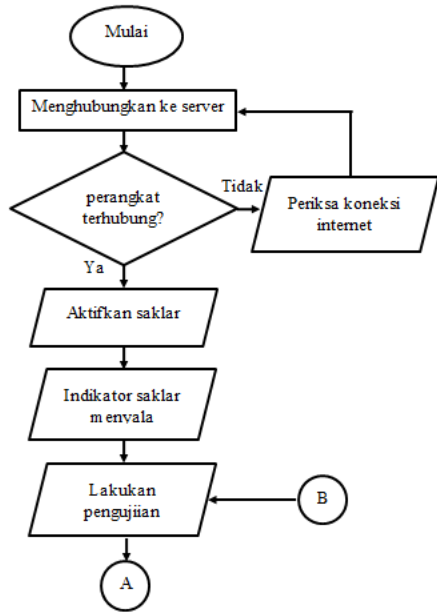 Mulai
Menghubungkan ke server
perangkat
terhubung?
Tidak
Periksa koneksi
internet
Ya
Aktifkan saklar
Indikator saklar
menyala
Lakukan
pengujiian
B
A